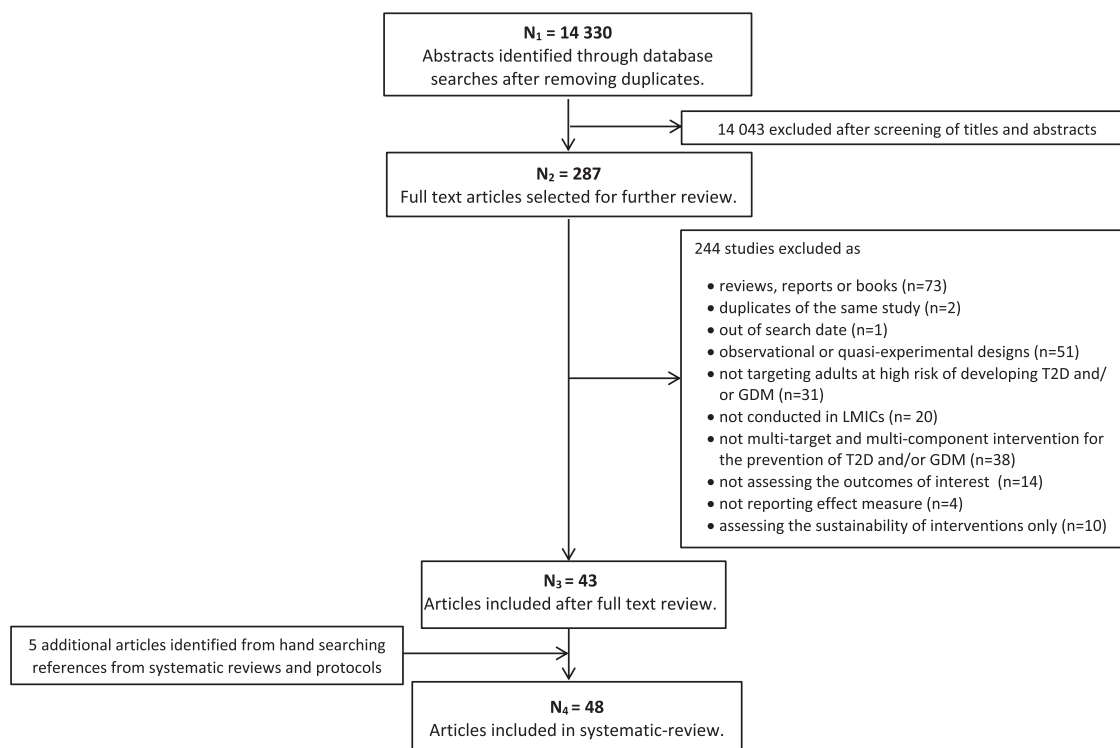 N₁ = 14 330
Abstracts identified through database
searches after removing duplicates.
14 043 excluded after screening of titles and abstracts
N₂ = 287
Full text articles selected for further review.
244 studies excluded as
• reviews, reports or books (n=73)
• duplicates of the same study (n=2)
• out of search date (n=1)
• observational or quasi-experimental designs (n=51)
• not targeting adults at high risk of developing T2D and/
or GDM (n=31)
• not conducted in LMICs (n= 20)
• not multi-target and multi-component intervention for
the prevention of T2D and/or GDM (n=38)
• not assessing the outcomes of interest  (n=14)
• not reporting effect measure (n=4)
• assessing the sustainability of interventions only (n=10)
N₃ = 43
Articles included after full text review.
5 additional articles identified from hand searching
references from systematic reviews and protocols
N₄ = 48
Articles included in systematic-review.